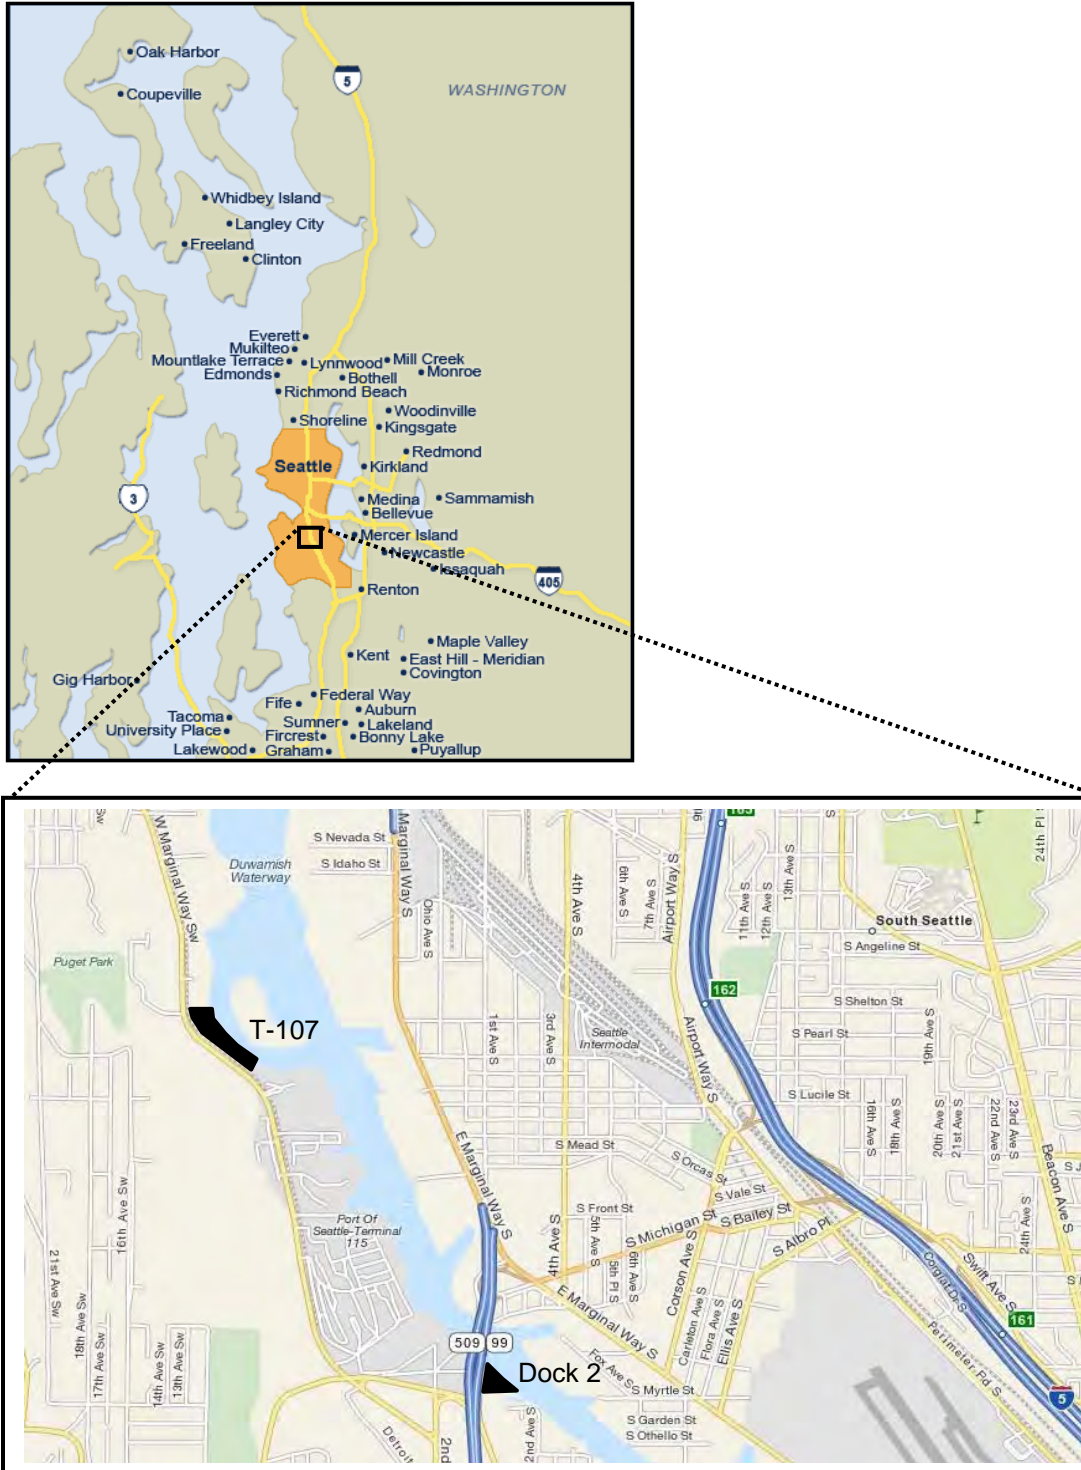 Oak Harbor
5
WASHINGTON
Coupeville
Whidbey Island
Langley City
Freeland
Clinton
Everett
Mukilteo
Mountlake Terrace
Lynnwood
Mill Creek
Monroe
Edmonds
Bothell
Richmond Beach
Woodinville
Shoreline
Kingsgate
Redmond
Seattle
Kirkland
3
Medina
Sammamish
Bellevue
Mercer Island
Newcastle
Issaquah
405
Renton
Maple Valley
Kent
East Hill - Meridian
Covington
Gig Harbor
Federal Way
Fife
Auburn
Tacoma
Sumner
Lakeland
University Place
Fircrest
Bonny Lake
Lakewood
Graham
Puyallup
Sw
W Marginal Way Sw
S Nevada St
Marginal Way S
163
24th Pl S
Duwamish
Waterway
S Idaho St
4th Ave S
6th Ave S
7th Ave S
Airport Way S
11th Ave S
12th Ave S
13th Ave S
Ohio Ave S
South Seattle
S Angeline St
Puget Park
162
S Shelton St
T-107
1st Ave S
3rd Ave S
Seattle
Intermodal
Airport Way S
S Pearl St
19th Ave S
S Lucile St
16th Ave S
18th Ave S
20th Ave S
21st Ave S
22nd Ave S
23rd Ave S
Beacon Ave S
E Marginal Way S
S Mead St
S Orcas St
S Vale St
16th Ave Sw
Port Of
Seattle-Terminal
115
S Front St
S Michigan St
S Bailey St
S Albro Pl
24th Ave S
21st Ave Sw
4th Ave S
5th Ave S
5th Pl S
6th Ave S
Corson Ave S
Corgiat Dr S
Swift Ave S
18th Ave Sw
17th Ave Sw
14th Ave Sw
13th Ave Sw
E Marginal Way S
Carleton Ave S
Flora Ave S
Ellis Ave S
161
Perimeter Rd S
509
99
Dock 2
Fox Ave S
S Myrtle St
5
S Garden St
S Othello St
Detroit
2nd
2nd Ave S